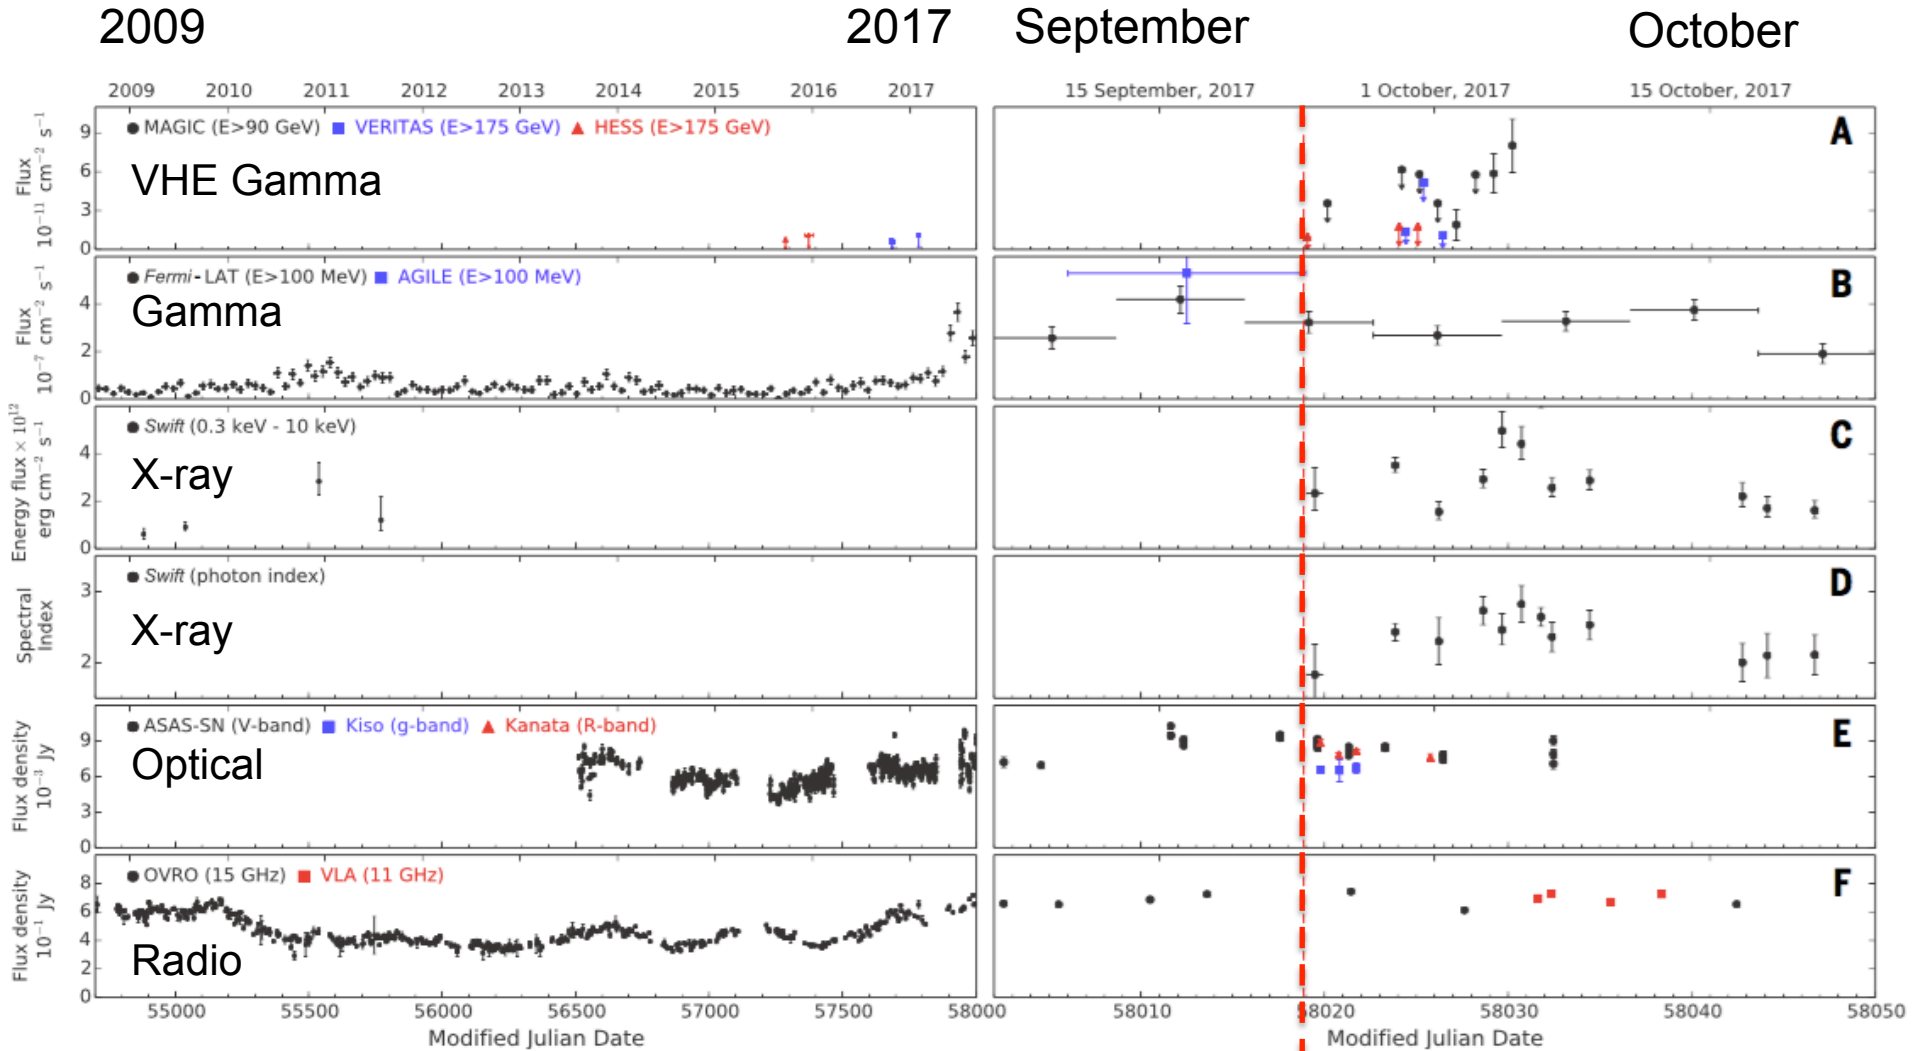 2009 2017 September October
2009 2010 2011 2012 2013 2014 2015 2016 2017 15 September, 2017 1 October, 2017 15 October, 2017
Flux
10⁻¹¹ cm⁻² s⁻¹
9
6
3
0
MAGIC (E>90 GeV) VERITAS (E>175 GeV) HESS (E>175 GeV)
VHE Gamma
A
Flux
10⁻⁷ cm⁻² s⁻¹
4
2
0
Fermi-LAT (E>100 MeV) AGILE (E>100 MeV)
Gamma
B
Energy flux × 10¹²
erg cm⁻² s⁻¹
4
2
0
Swift (0.3 keV - 10 keV)
X-ray
C
Spectral
Index
3
2
Swift (photon index)
X-ray
D
Flux density
10⁻³ Jy
9
6
3
0
ASAS-SN (V-band) Kiso (g-band) Kanata (R-band)
Optical
E
Flux density
10⁻¹ Jy
8
6
4
2
0
OVRO (15 GHz) VLA (11 GHz)
Radio
F
55000 55500 56000 56500 57000 57500 58000 58010 58020 58030 58040 58050
Modified Julian Date Modified Julian Date